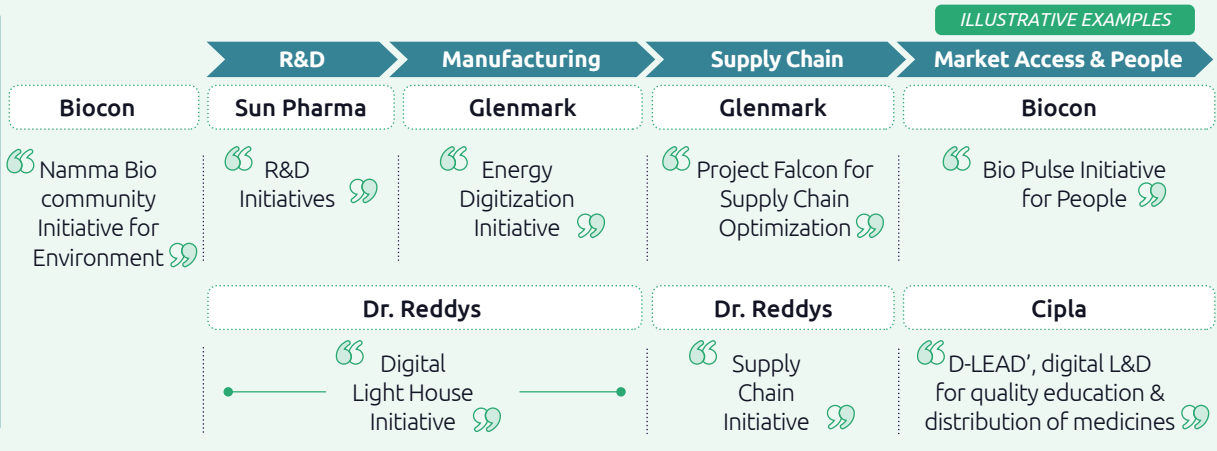 ILLUSTRATIVE EXAMPLES
R&D
Manufacturing
Supply Chain
Market Access & People
Biocon
Sun Pharma
Glenmark
Glenmark
Biocon
Namma Bio
community
Initiative for
Environment
R&D
Initiatives
Energy
Digitization
Initiative
Project Falcon for
Supply Chain
Optimization
Bio Pulse Initiative
for People
Dr. Reddys
Dr. Reddys
Cipla
Digital
Light House
Initiative
Supply
Chain
Initiative
D-LEAD’, digital L&D
for quality education &
distribution of medicines